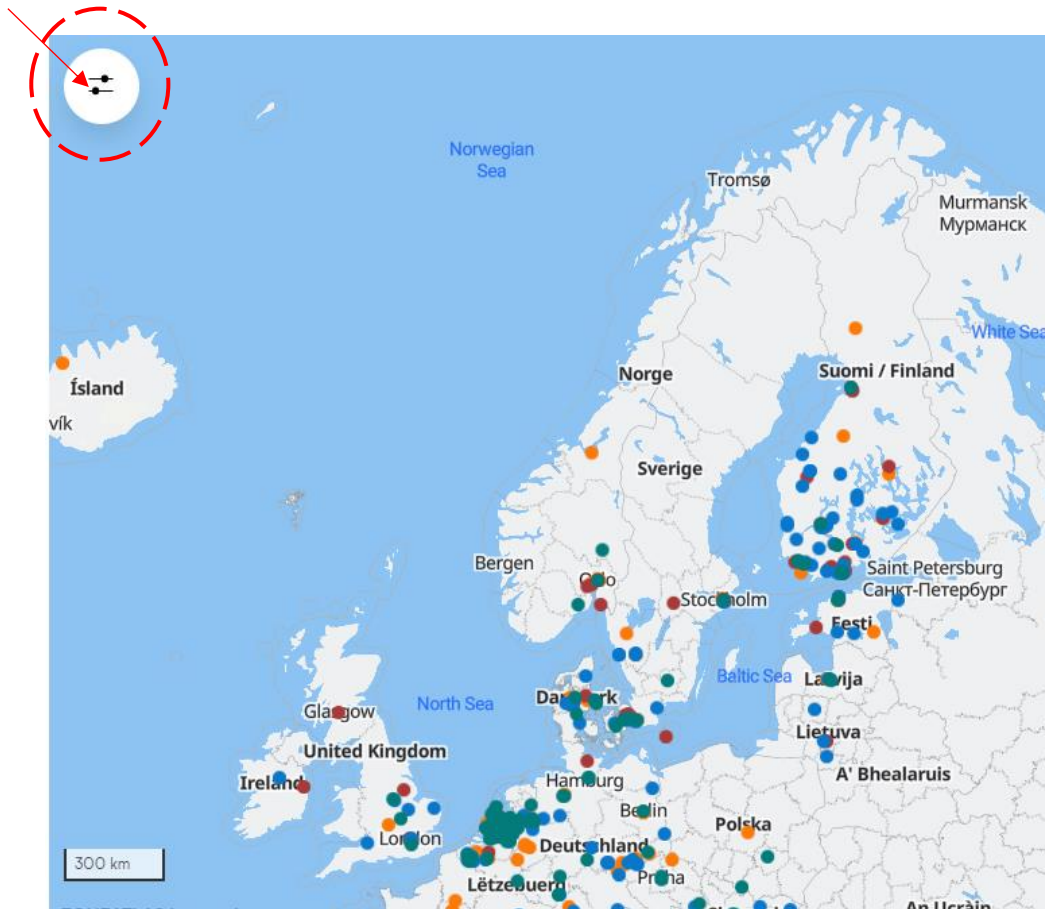 Norwegian
Sea
Tromsø
Murmansk
Мурманск
White Sea
Suomi / Finland
Norge
Ísland
vík
Sverige
Bergen
Oslo
Saint Petersburg
Санкт-Петербург
Stockholm
Eesti
Baltic Sea
Latvija
Danmark
North Sea
Glasgow
Lietuva
United Kingdom
A' Bhealaruis
Ireland
Hamburg
Berlin
Polska
London
Deutschland
300 km
Praha
Lëtzebuerg
An Ucràin